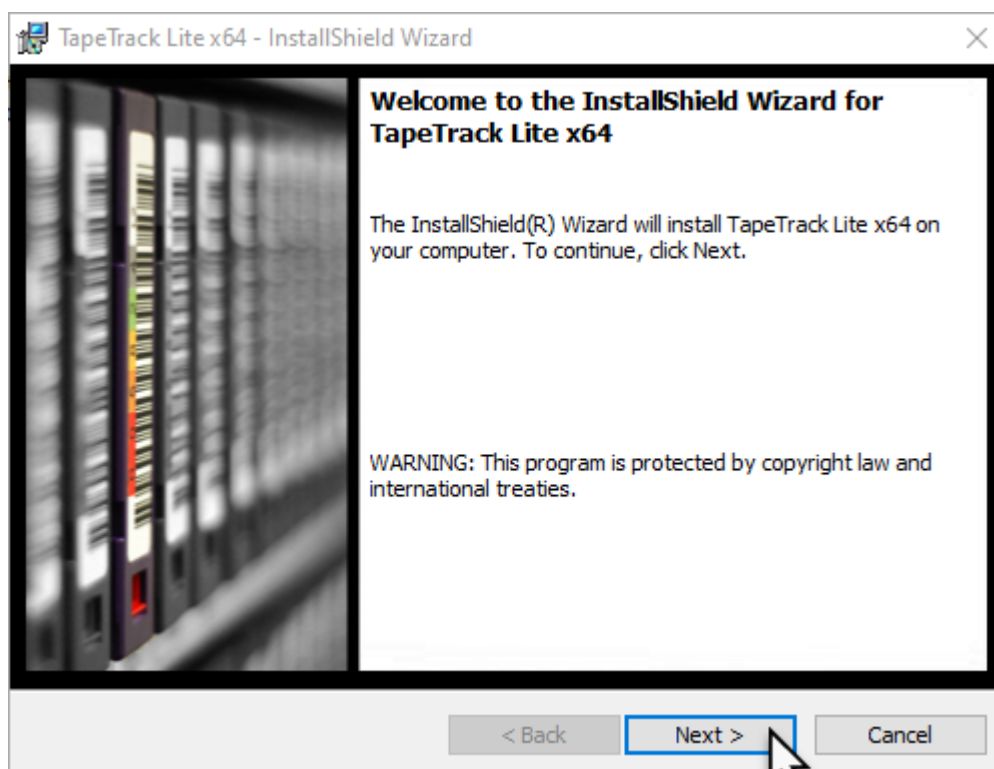 TapeTrack Lite x64 - InstallShield Wizard
Welcome to the InstallShield Wizard for
TapeTrack Lite x64
The InstallShield(R) Wizard will install TapeTrack Lite x64 on
your computer. To continue, click Next.
WARNING: This program is protected by copyright law and
international treaties.
< Back
Next >
Cancel